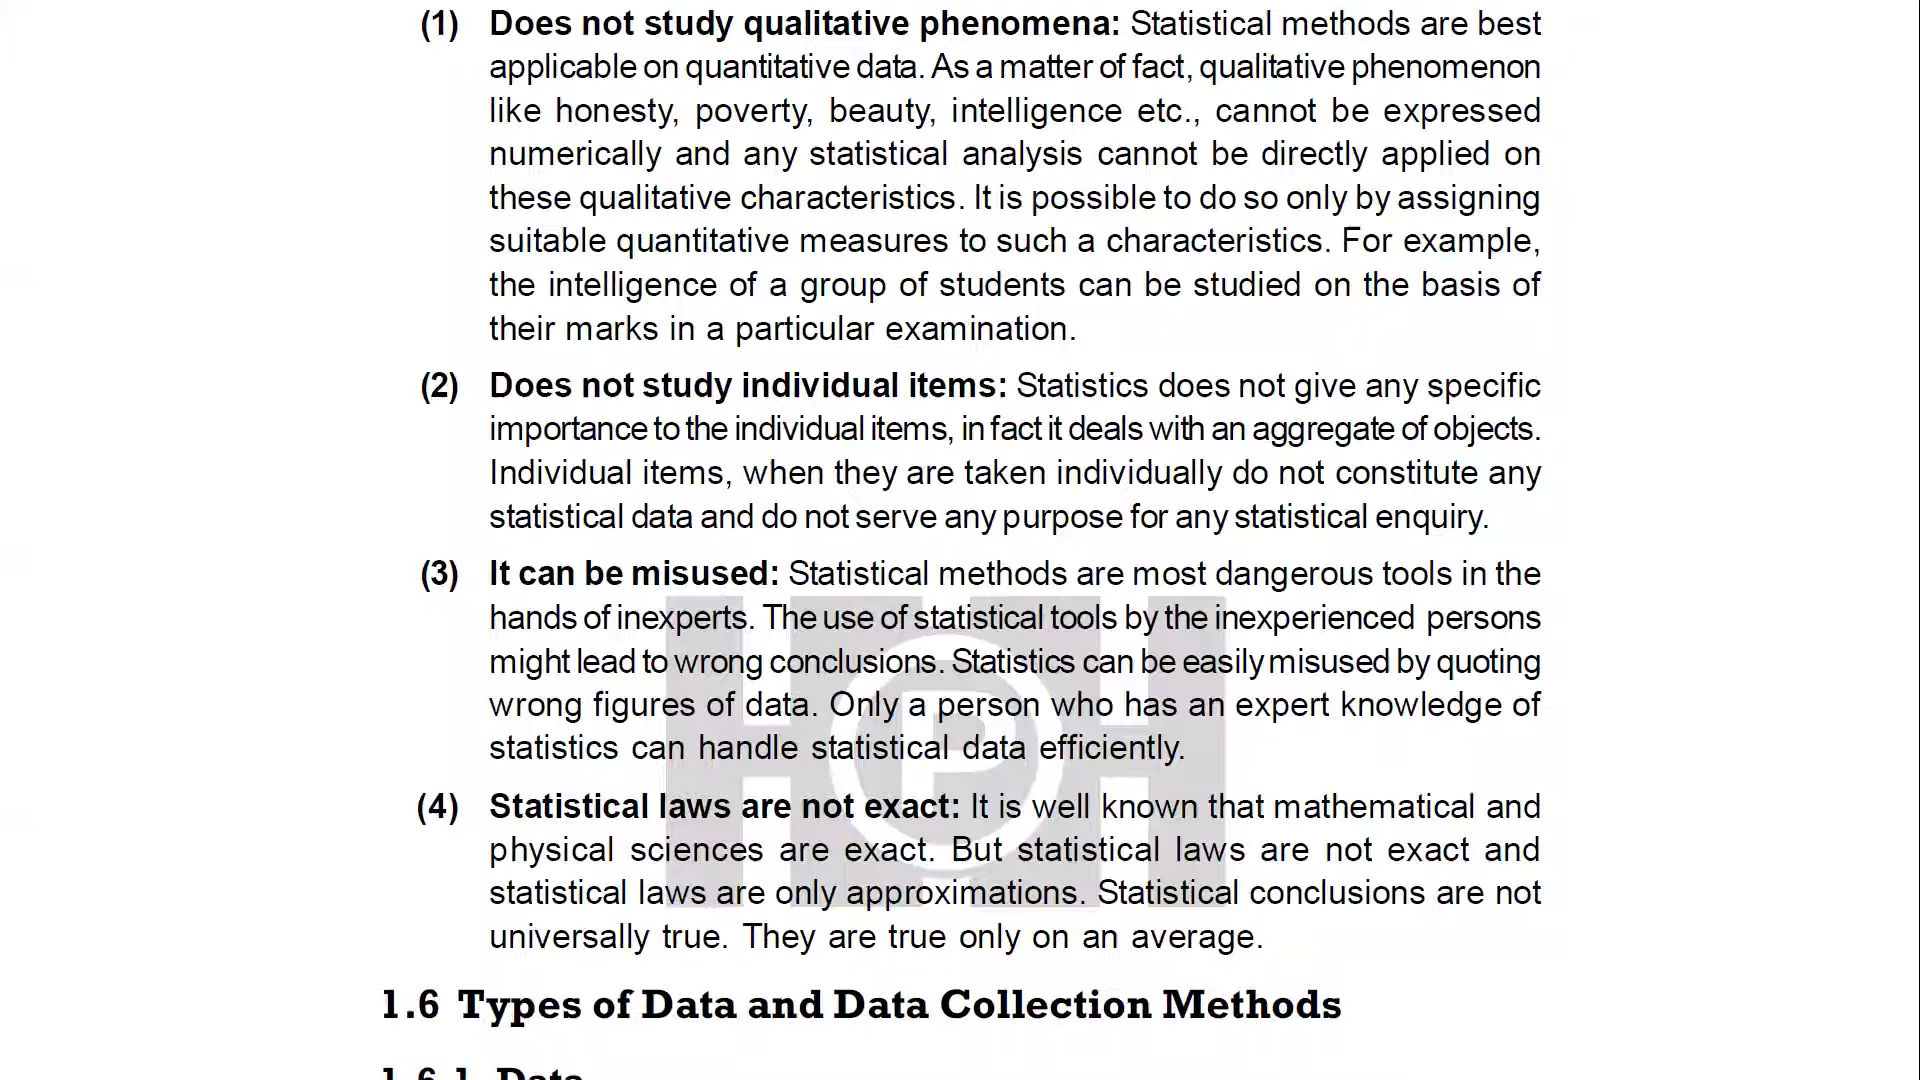 (1) Does not study qualitative phenomena: Statistical methods are best
applicable on quantitative data. As a matter of fact, qualitative phenomenon
like honesty, poverty, beauty, intelligence etc., cannot be expressed
numerically and any statistical analysis cannot be directly applied on
these qualitative characteristics. It is possible to do so only by assigning
suitable quantitative measures to such a characteristics. For example,
the intelligence of a group of students can be studied on the basis of
their marks in a particular examination.
(2) Does not study individual items: Statistics does not give any specific
importance to the individual items, in fact it deals with an aggregate of objects.
Individual items, when they are taken individually do not constitute any
statistical data and do not serve any purpose for any statistical enquiry.
(3) It can be misused: Statistical methods are most dangerous tools in the
hands of inexperts. The use of statistical tools by the inexperienced persons
might lead to wrong conclusions. Statistics can be easily misused by quoting
wrong figures of data. Only a person who has an expert knowledge of
statistics can handle statistical data efficiently.
(4) Statistical laws are not exact: It is well known that mathematical and
physical sciences are exact. But statistical laws are not exact and
statistical laws are only approximations. Statistical conclusions are not
universally true. They are true only on an average.
HPH
1.6 Types of Data and Data Collection Methods
1.6.1 Data